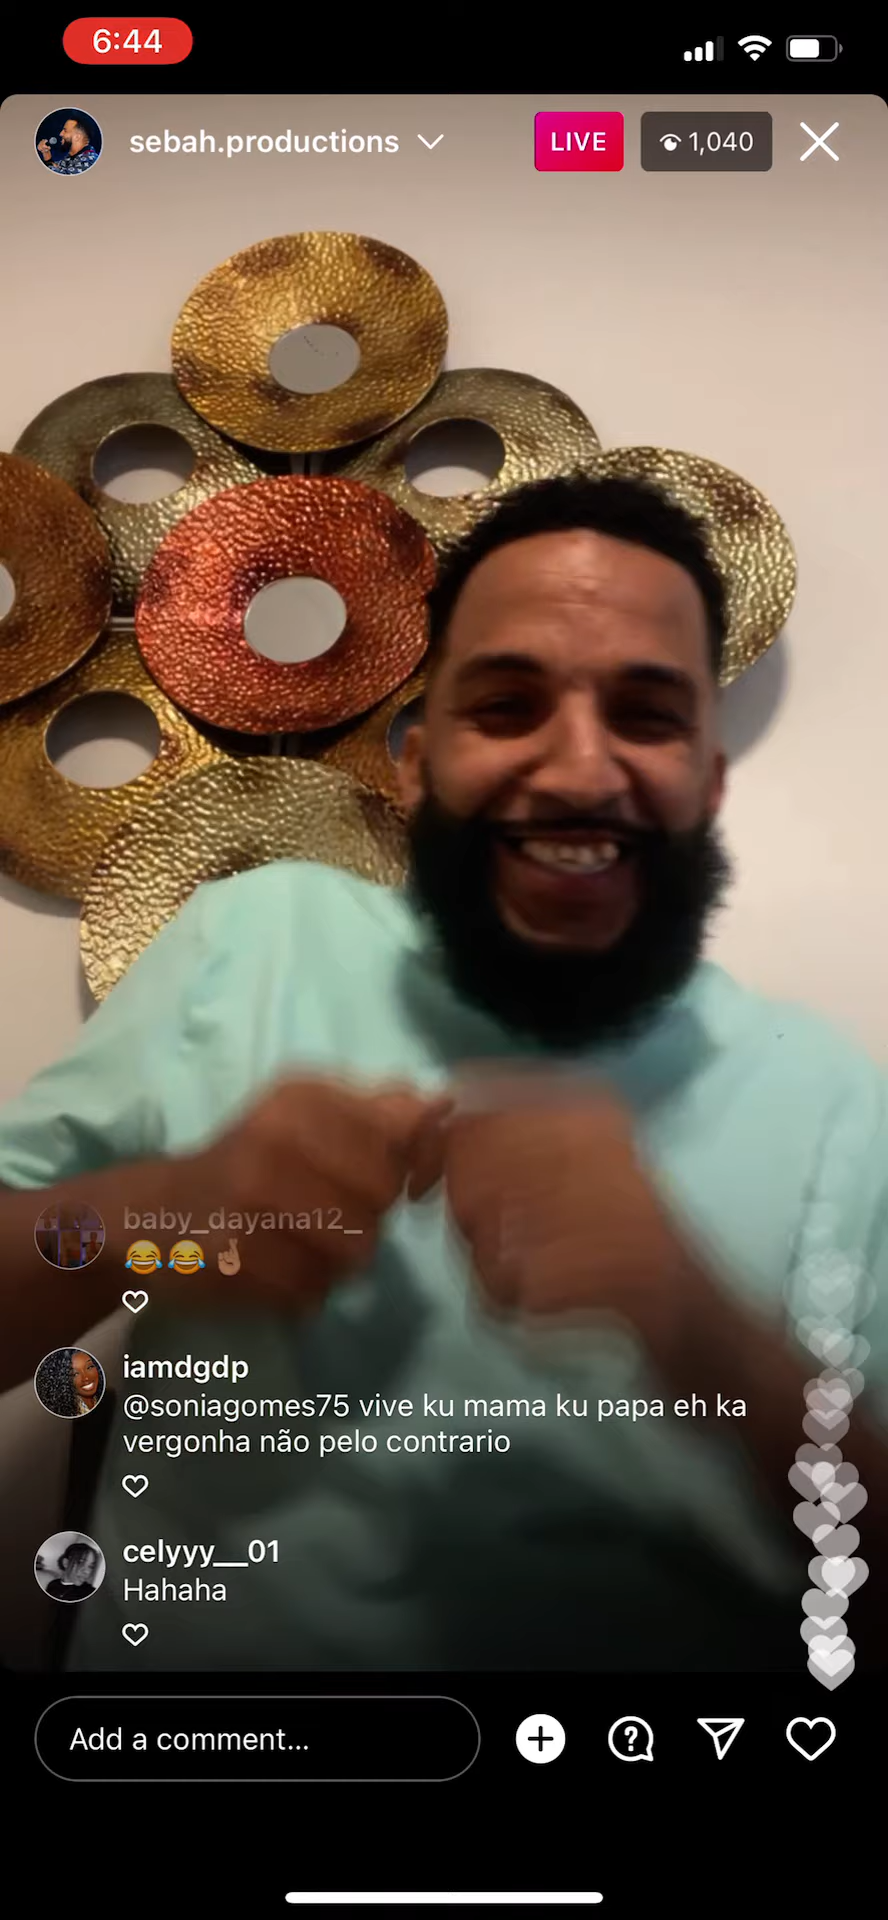 6:44
sebah.productions
LIVE
1,040
baby_dayana12_
😂😂🤞🏽
iamdgdp
@soniagomes75 vive ku mama ku papa eh ka
vergonha não pelo contrario
celyyy__01
Hahaha
Add a comment...